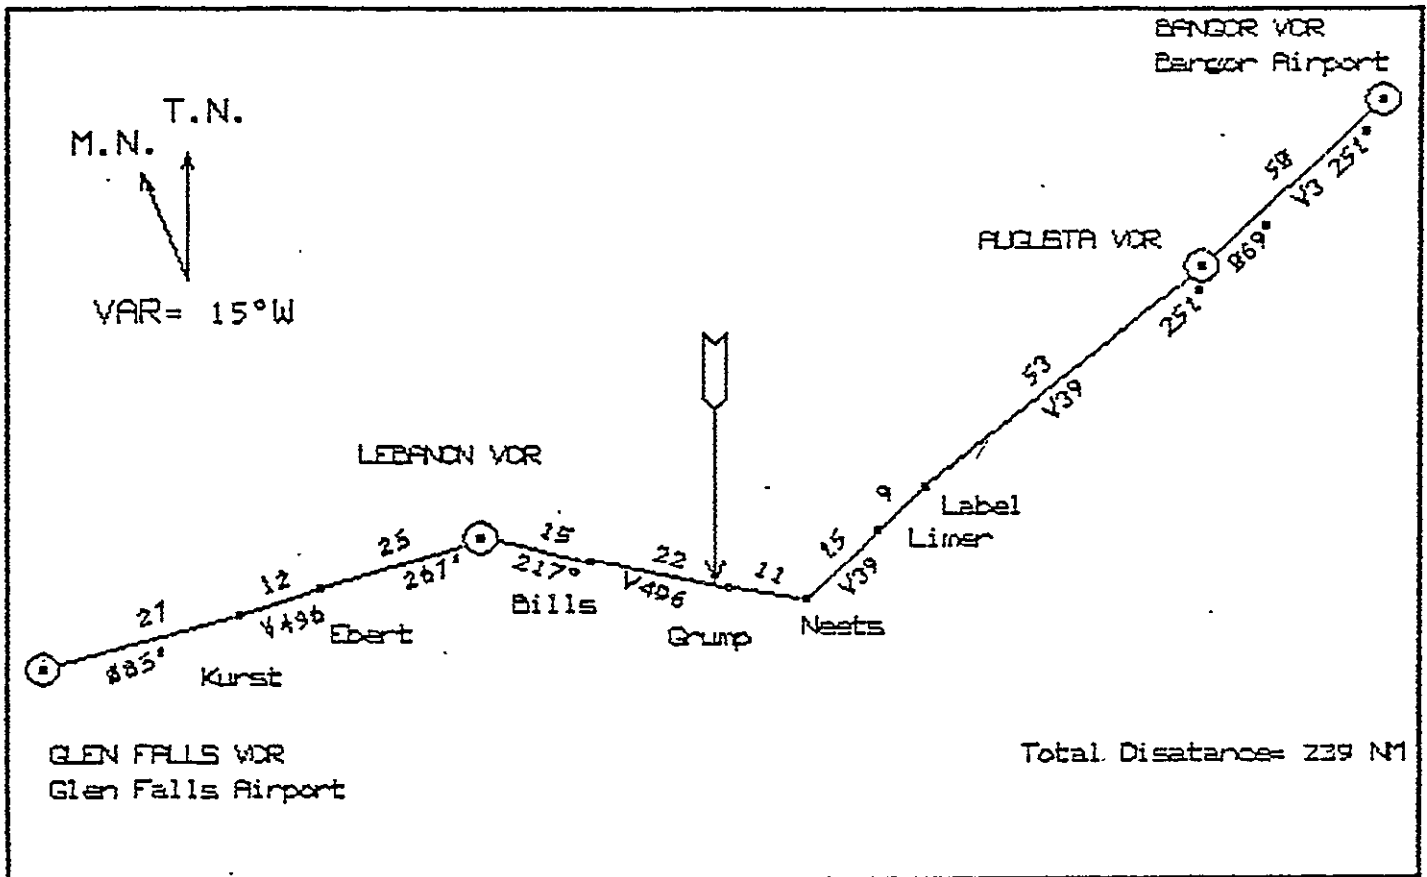 BANGOR VOR
Bangor Airport
T.N.
M.N.
VAR= 15°W
50
V3
251°
AUGUSTA VOR
069°
251°
53
V39
LEBANON VOR
9
Label
Limer
15
V39
15
217°
Bills
22
V496
11
Grump
Neets
25
267°
12
V496
Ebert
27
085°
Kurst
GLEN FALLS VOR
Glen Falls Airport
Total Disatance= 239 NM